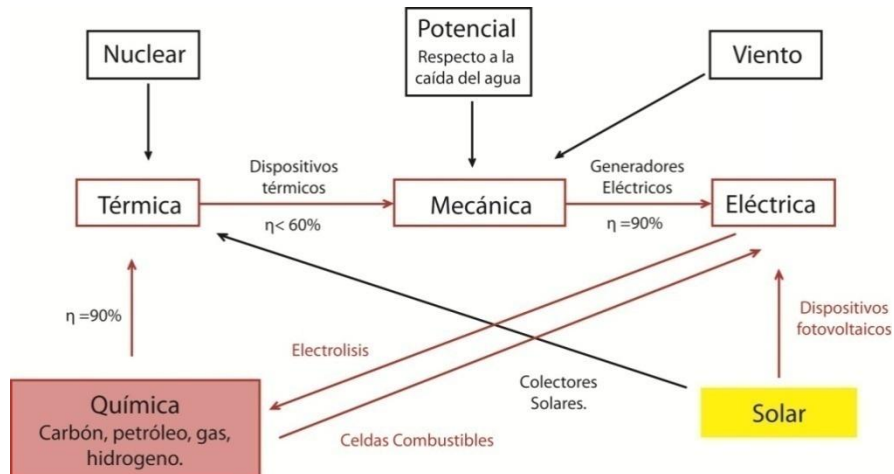 Nuclear
Potencial
Respecto a la
caída del agua
Viento
Dispositivos
térmicos
Generadores
Eléctricos
Térmica
Mecánica
Eléctrica
η< 60%
η =90%
η =90%
Dispositivos
fotovoltaicos
Electrolisis
Colectores
Solares.
Química
Carbón, petróleo, gas,
hidrogeno.
Celdas Combustibles
Solar